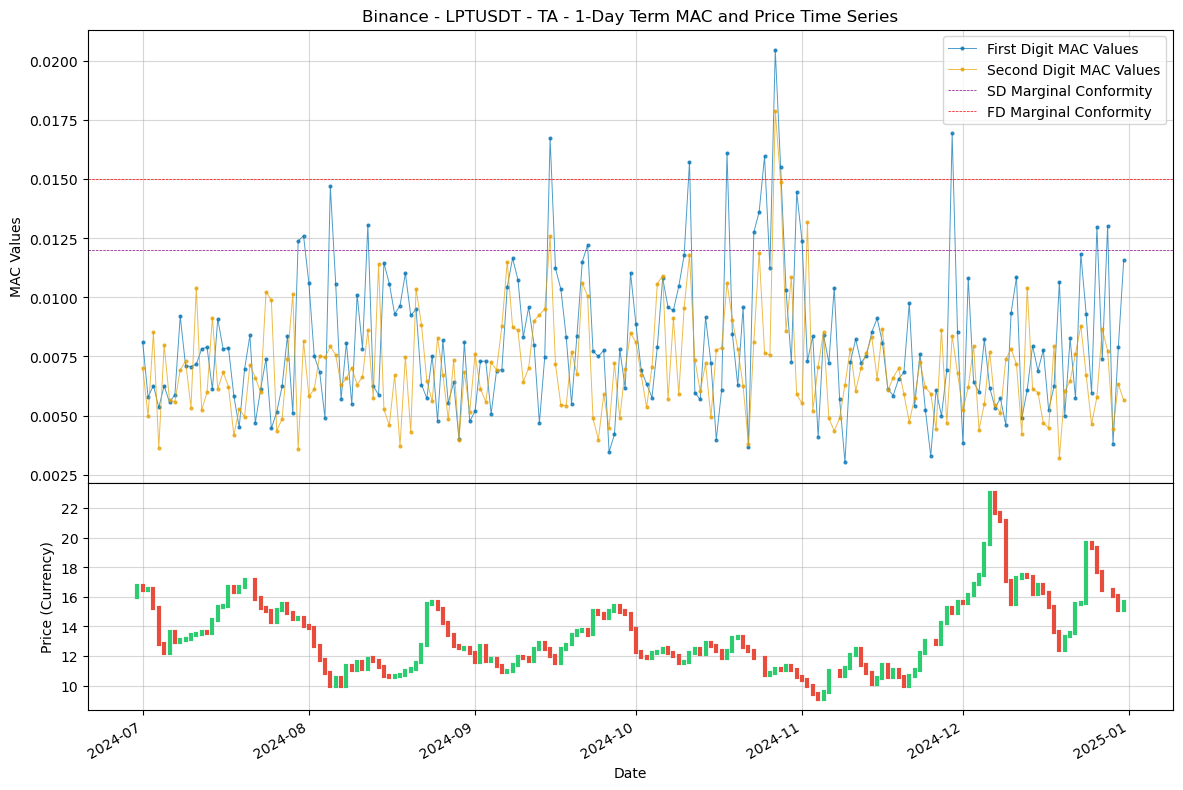 Binance - LPTUSDT - TA - 1-Day Term MAC and Price Time Series
First Digit MAC Values
Second Digit MAC Values
SD Marginal Conformity
FD Marginal Conformity
MAC Values
0.0200
0.0175
0.0150
0.0125
0.0100
0.0075
0.0050
0.0025
Price (Currency)
22
20
18
16
14
12
10
2024-07
2024-08
2024-09
2024-10
2024-11
2024-12
2025-01
Date